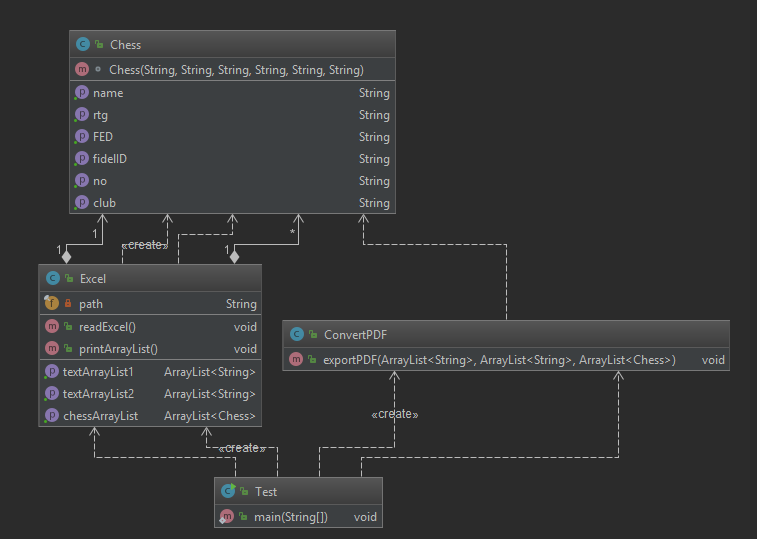 Chess
Chess(String, String, String, String, String, String)
name String
rtg String
FED String
fidelID String
no String
club String
1 «create» 1 *
1
Excel
path String
readExcel() void
printArrayList() void
textArrayList1 ArrayList<String>
textArrayList2 ArrayList<String>
chessArrayList ArrayList<Chess>
ConvertPDF
exportPDF(ArrayList<String>, ArrayList<String>, ArrayList<Chess>) void
«create»
«create»
Test
main(String[]) void